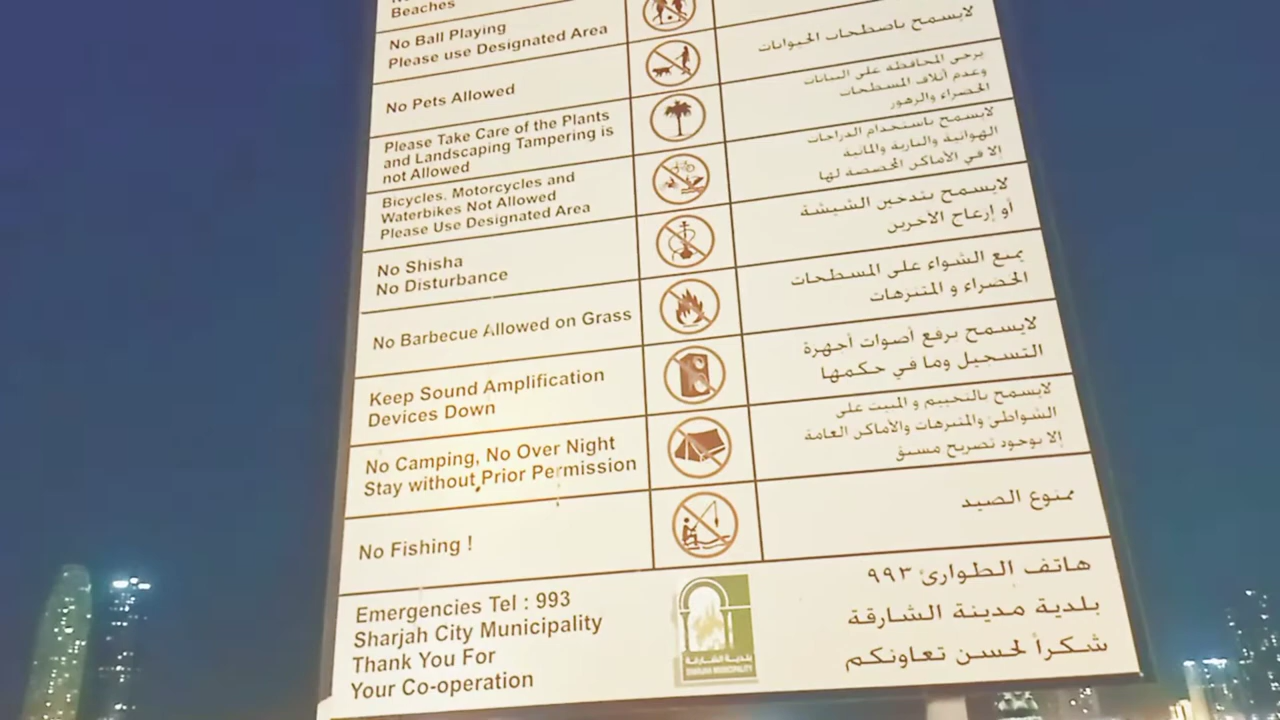 Beaches
No Ball Playing
Please use Designated Area
No Pets Allowed
لايسمح باصطحاب الحيوانات
Please Take Care of the Plants
and Landscaping Tampering is
not Allowed
يرجى المحافظة على النباتات
وعدم أتلاف المسطحات
الخضراء والزهور
Bicycles, Motorcycles and
Waterbikes Not Allowed
Please Use Designated Area
لايسمح باستخدام الدراجات
الهوائية والنارية والمائية
إلا في الأماكن المخصصة لها
No Shisha
No Disturbance
لايسمح بتدخين الشيشة
أو إزعاج الآخرين
No Barbecue Allowed on Grass
يمنع الشواء على المسطحات
الخضراء و المتنزهات
Keep Sound Amplification
Devices Down
لايسمح برفع أصوات أجهزة
التسجيل وما في حكمها
No Camping, No Over Night
Stay without Prior Permission
لايسمح بالتخييم و المبيت على
الشواطئ والمتنزهات والأماكن العامة
إلا بوجود تصريح مسبق
No Fishing !
ممنوع الصيد
Emergencies Tel : 993
Sharjah City Municipality
Thank You For
Your Co-operation
بلدية الشارقة
SHARJAH MUNICIPALITY
هاتف الطوارئ ٩٩٣
بلدية مدينة الشارقة
شكراً لحسن تعاونكم